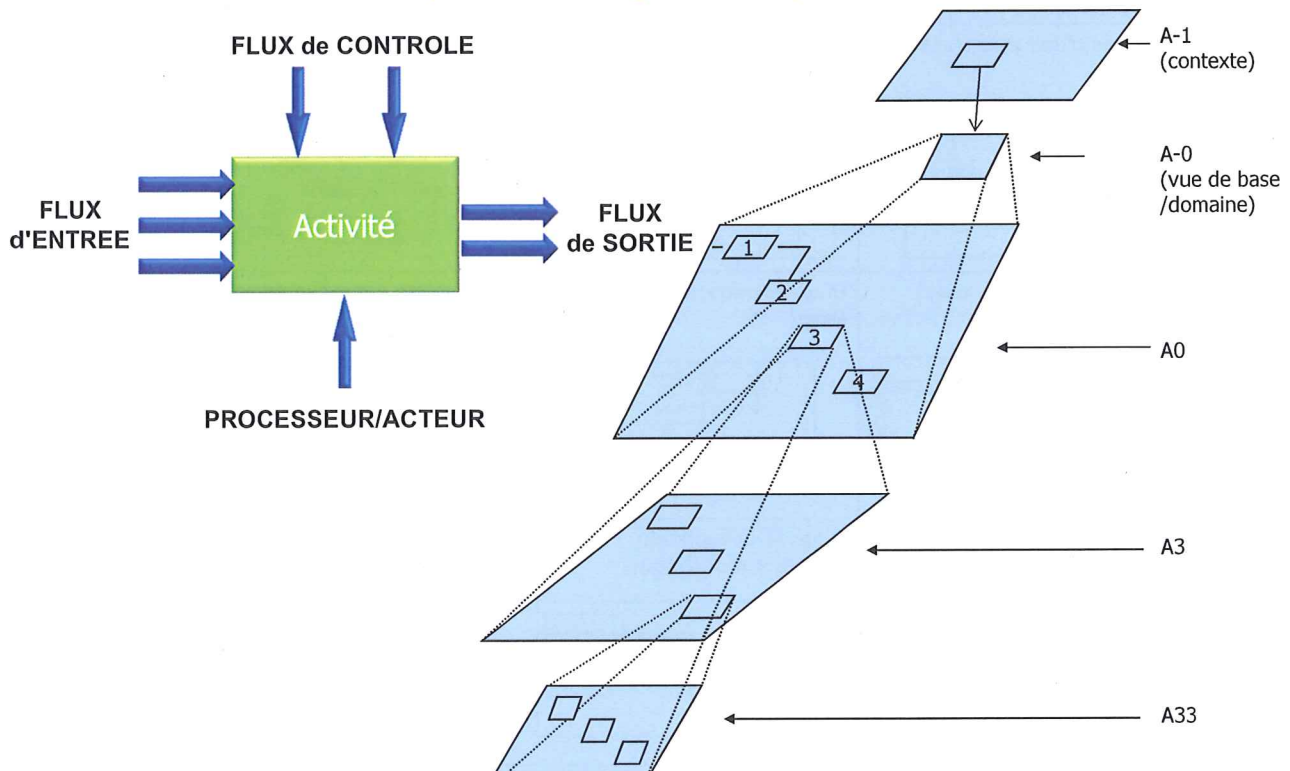 FLUX de CONTROLE
FLUX
d'ENTREE
Activité
FLUX
de SORTIE
PROCESSEUR/ACTEUR
A-1
(contexte)
A-0
(vue de base
/domaine)
1
2
3
4
A0
A3
A33